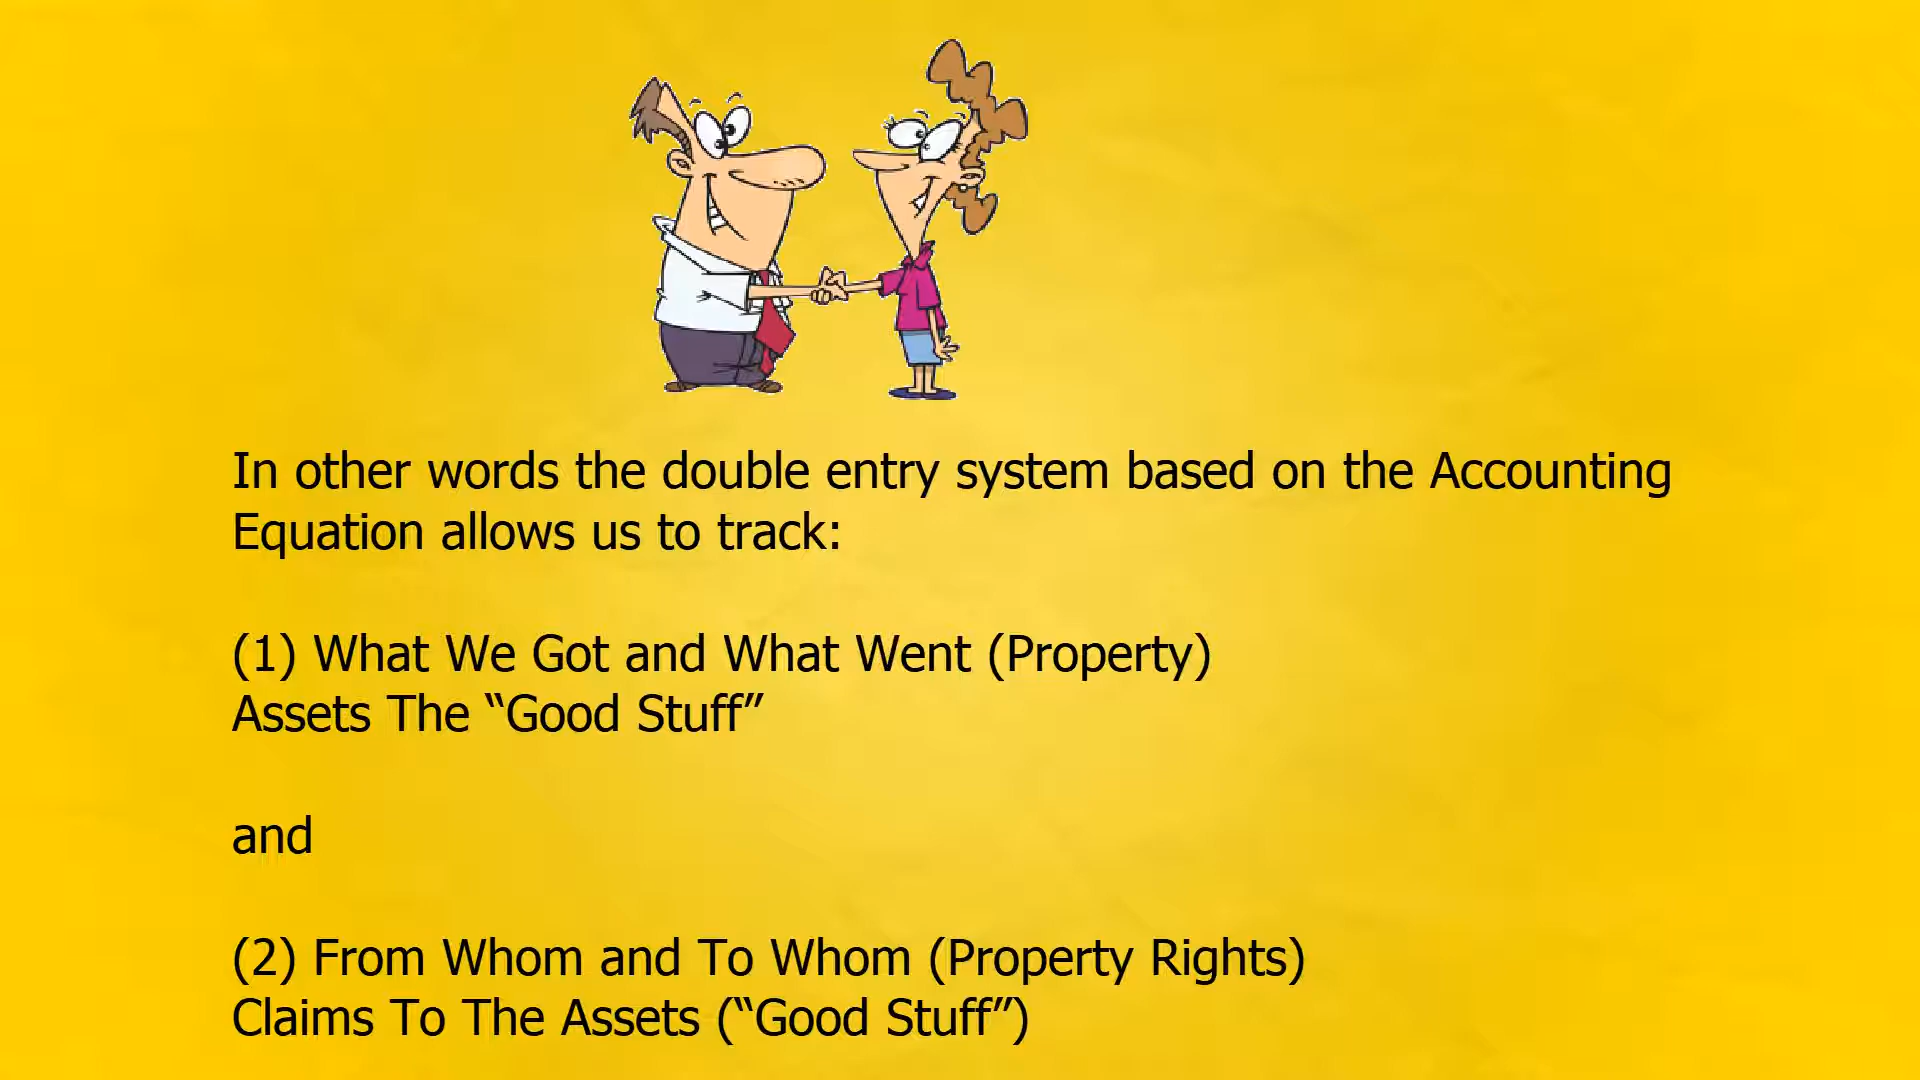 In other words the double entry system based on the Accounting
Equation allows us to track:
(1) What We Got and What Went (Property)
Assets The “Good Stuff”
and
(2) From Whom and To Whom (Property Rights)
Claims To The Assets (“Good Stuff”)